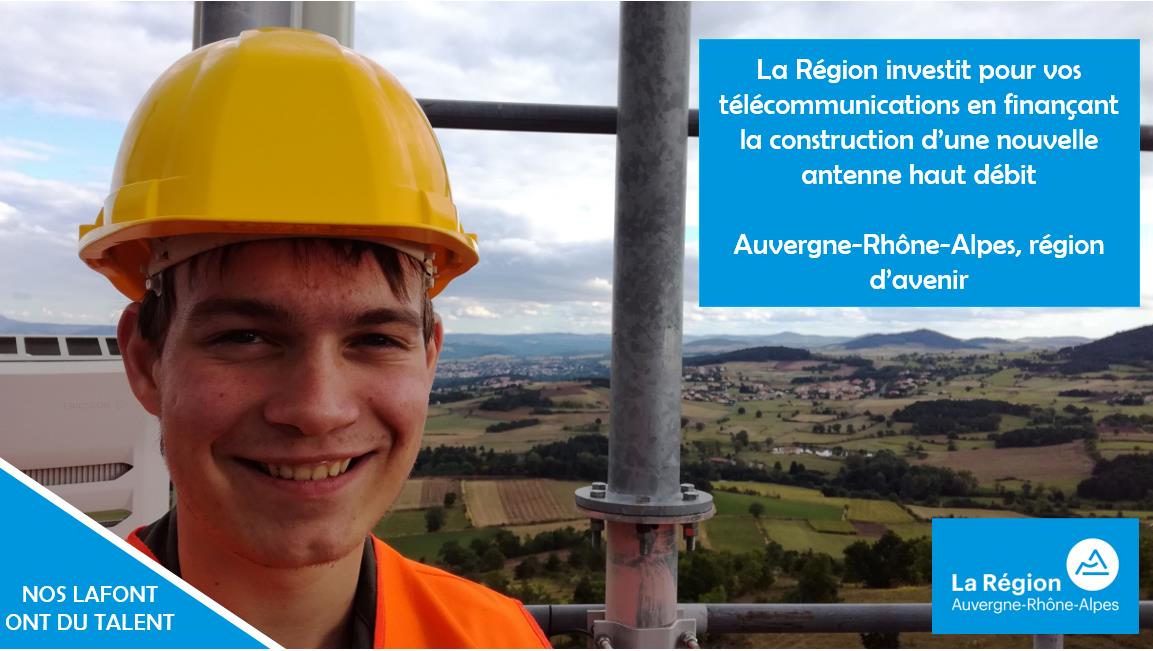 La Région investit pour vos
télécommunications en finançant
la construction d'une nouvelle
antenne haut débit
Auvergne-Rhône-Alpes, région
d'avenir
ERICSSON
NOS LAFONT
ONT DU TALENT
La Région
Auvergne-Rhône-Alpes